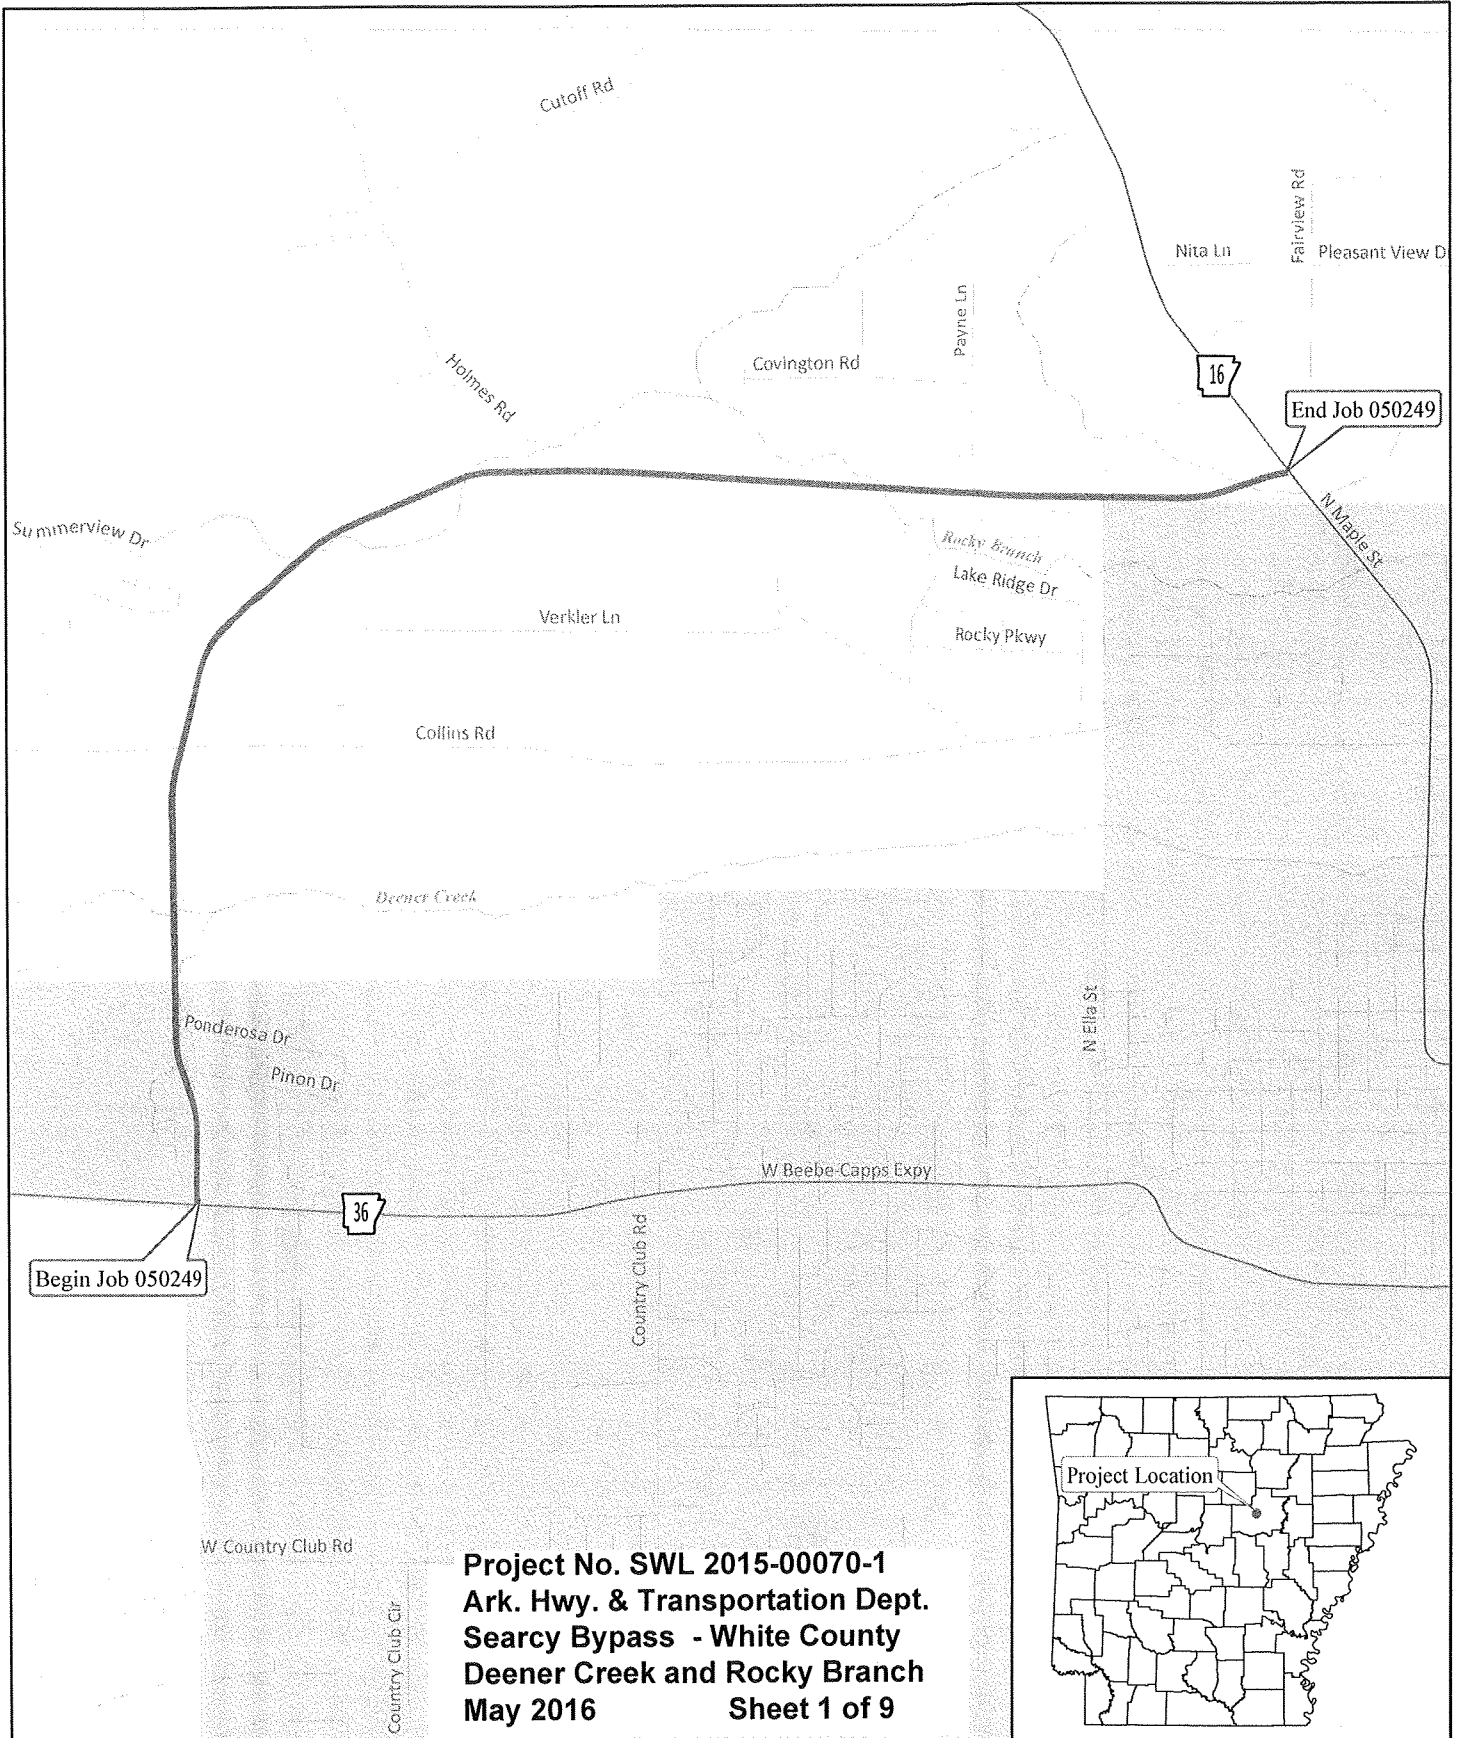 Cutoff Rd
Fairview Rd
Nita Ln
Pleasant View D
Payne Ln
Holmes Rd
Covington Rd
16
End Job 050249
N Maple St
Summerview Dr
Rocky Branch
Lake Ridge Dr
Verkler Ln
Rocky Pkwy
Collins Rd
Deener Creek
N Ella St
Ponderosa Dr
Pinon Dr
W Beebe-Capps Expy
36
Country Club Rd
Begin Job 050249
Project Location
W Country Club Rd
Country Club Cir
Project No. SWL 2015-00070-1
Ark. Hwy. & Transportation Dept.
Searcy Bypass - White County
Deener Creek and Rocky Branch
May 2016 Sheet 1 of 9